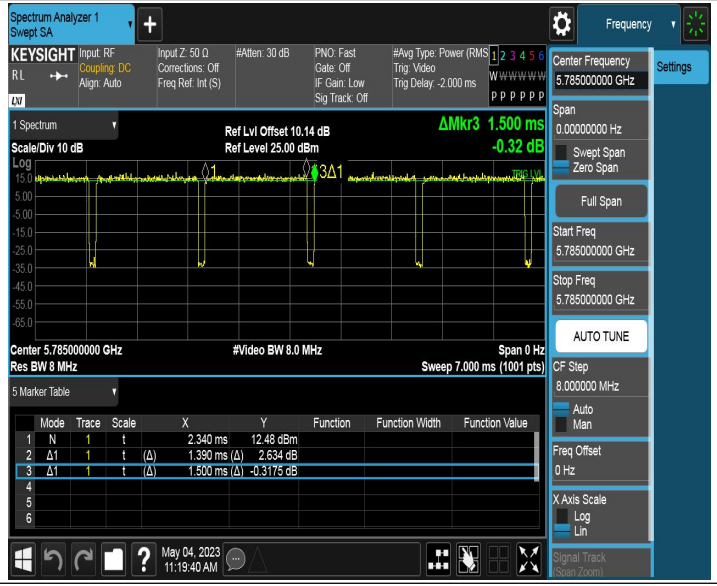 Spectrum Analyzer 1
Swept SA
Frequency
KEYSIGHT
RL
LXI
Input: RF
Coupling: DC
Align: Auto
Input Z: 50 Ω
Corrections: Off
Freq Ref: Int (S)
#Atten: 30 dB
PNO: Fast
Gate: Off
IF Gain: Low
Sig Track: Off
#Avg Type: Power (RMS
Trig: Video
Trig Delay: -2.000 ms
1 2 3 4 5 6
W W W W W W
P P P P P P
Center Frequency
5.785000000 GHz
Settings
Span
0.00000000 Hz
Swept Span
Zero Span
Full Span
Start Freq
5.785000000 GHz
Stop Freq
5.785000000 GHz
AUTO TUNE
CF Step
8.000000 MHz
Auto
Man
Freq Offset
0 Hz
X Axis Scale
Log
Lin
Signal Track
(Span Zoom)
1 Spectrum
Scale/Div 10 dB
Ref Lvl Offset 10.14 dB
Ref Level 25.00 dBm
ΔMkr3 1.500 ms
-0.32 dB
Log
15.0
5.00
-5.00
-15.0
-25.0
-35.0
-45.0
-55.0
-65.0
1
3Δ1
TRIG LVL
Center 5.785000000 GHz
Res BW 8 MHz
#Video BW 8.0 MHz
Span 0 Hz
Sweep 7.000 ms (1001 pts)
5 Marker Table
Mode Trace Scale X Y Function Function Width Function Value
1 N 1 t 2.340 ms 12.48 dBm
2 Δ1 1 t (Δ) 1.390 ms (Δ) 2.634 dB
3 Δ1 1 t (Δ) 1.500 ms (Δ) -0.3175 dB
4
5
6
May 04, 2023
11:19:40 AM